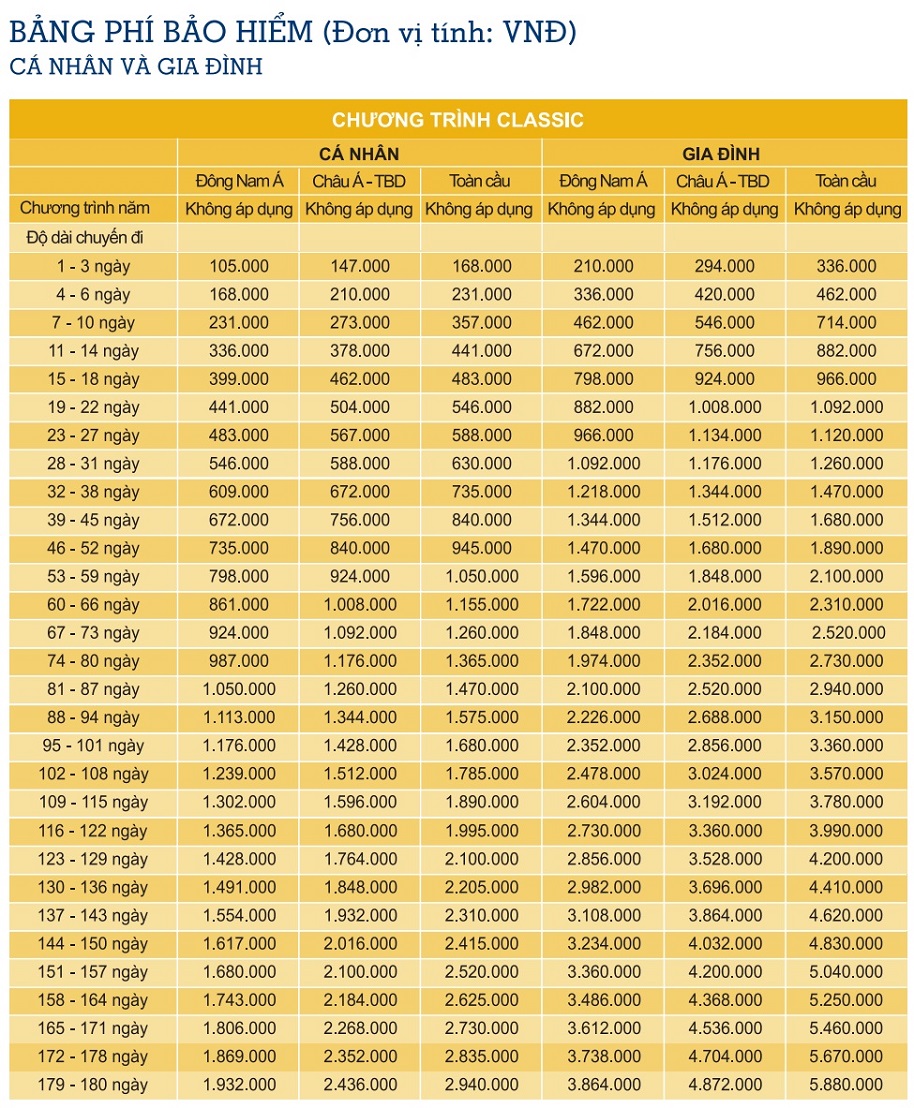 BẢNG PHÍ BẢO HIỂM (Đơn vị tính: VNĐ)
CÁ NHÂN VÀ GIA ĐÌNH
CHƯƠNG TRÌNH CLASSIC
CÁ NHÂN GIA ĐÌNH
Đông Nam Á Châu Á - TBD Toàn cầu Đông Nam Á Châu Á - TBD Toàn cầu
Chương trình năm Không áp dụng Không áp dụng Không áp dụng Không áp dụng Không áp dụng Không áp dụng
Độ dài chuyến đi
1 - 3 ngày 105.000 147.000 168.000 210.000 294.000 336.000
4 - 6 ngày 168.000 210.000 231.000 336.000 420.000 462.000
7 - 10 ngày 231.000 273.000 357.000 462.000 546.000 714.000
11 - 14 ngày 336.000 378.000 441.000 672.000 756.000 882.000
15 - 18 ngày 399.000 462.000 483.000 798.000 924.000 966.000
19 - 22 ngày 441.000 504.000 546.000 882.000 1.008.000 1.092.000
23 - 27 ngày 483.000 567.000 588.000 966.000 1.134.000 1.120.000
28 - 31 ngày 546.000 588.000 630.000 1.092.000 1.176.000 1.260.000
32 - 38 ngày 609.000 672.000 735.000 1.218.000 1.344.000 1.470.000
39 - 45 ngày 672.000 756.000 840.000 1.344.000 1.512.000 1.680.000
46 - 52 ngày 735.000 840.000 945.000 1.470.000 1.680.000 1.890.000
53 - 59 ngày 798.000 924.000 1.050.000 1.596.000 1.848.000 2.100.000
60 - 66 ngày 861.000 1.008.000 1.155.000 1.722.000 2.016.000 2.310.000
67 - 73 ngày 924.000 1.092.000 1.260.000 1.848.000 2.184.000 2.520.000
74 - 80 ngày 987.000 1.176.000 1.365.000 1.974.000 2.352.000 2.730.000
81 - 87 ngày 1.050.000 1.260.000 1.470.000 2.100.000 2.520.000 2.940.000
88 - 94 ngày 1.113.000 1.344.000 1.575.000 2.226.000 2.688.000 3.150.000
95 - 101 ngày 1.176.000 1.428.000 1.680.000 2.352.000 2.856.000 3.360.000
102 - 108 ngày 1.239.000 1.512.000 1.785.000 2.478.000 3.024.000 3.570.000
109 - 115 ngày 1.302.000 1.596.000 1.890.000 2.604.000 3.192.000 3.780.000
116 - 122 ngày 1.365.000 1.680.000 1.995.000 2.730.000 3.360.000 3.990.000
123 - 129 ngày 1.428.000 1.764.000 2.100.000 2.856.000 3.528.000 4.200.000
130 - 136 ngày 1.491.000 1.848.000 2.205.000 2.982.000 3.696.000 4.410.000
137 - 143 ngày 1.554.000 1.932.000 2.310.000 3.108.000 3.864.000 4.620.000
144 - 150 ngày 1.617.000 2.016.000 2.415.000 3.234.000 4.032.000 4.830.000
151 - 157 ngày 1.680.000 2.100.000 2.520.000 3.360.000 4.200.000 5.040.000
158 - 164 ngày 1.743.000 2.184.000 2.625.000 3.486.000 4.368.000 5.250.000
165 - 171 ngày 1.806.000 2.268.000 2.730.000 3.612.000 4.536.000 5.460.000
172 - 178 ngày 1.869.000 2.352.000 2.835.000 3.738.000 4.704.000 5.670.000
179 - 180 ngày 1.932.000 2.436.000 2.940.000 3.864.000 4.872.000 5.880.000